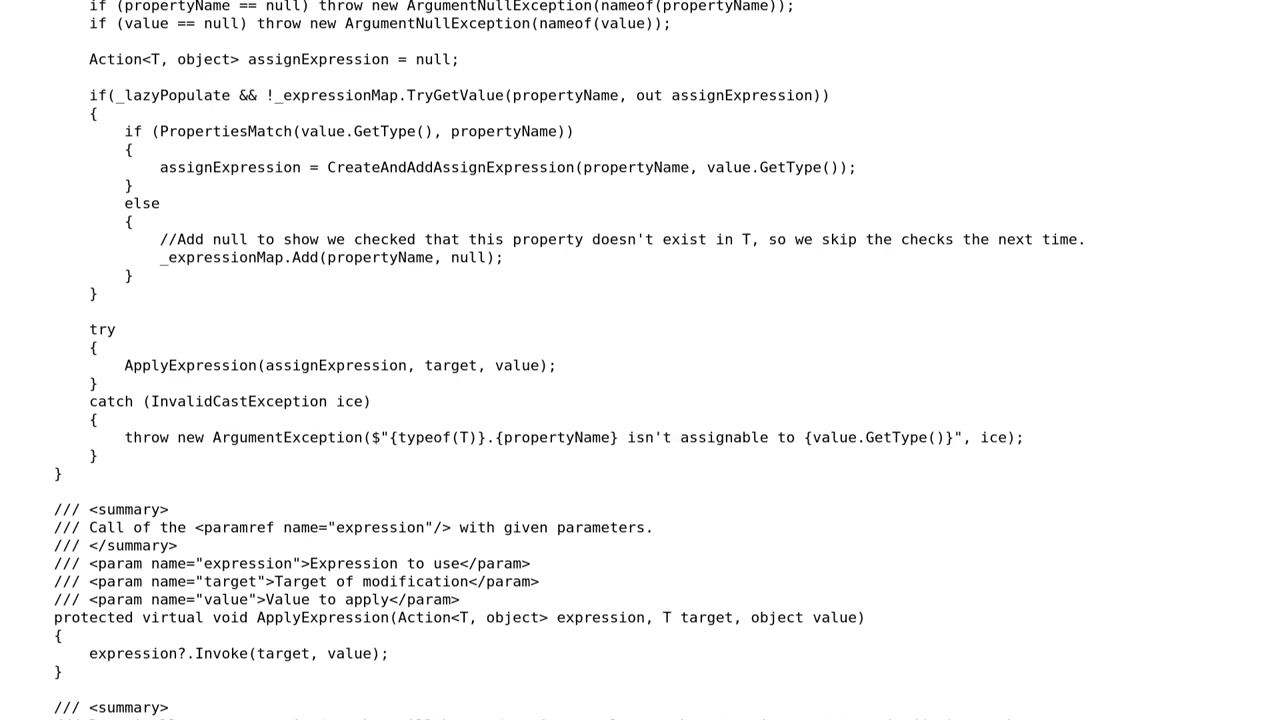 if (propertyName == null) throw new ArgumentNullException(nameof(propertyName));
if (value == null) throw new ArgumentNullException(nameof(value));
Action<T, object> assignExpression = null;
if(_lazyPopulate && !_expressionMap.TryGetValue(propertyName, out assignExpression))
{
if (PropertiesMatch(value.GetType(), propertyName))
{
assignExpression = CreateAndAddAssignExpression(propertyName, value.GetType());
}
else
{
//Add null to show we checked that this property doesn't exist in T, so we skip the checks the next time.
_expressionMap.Add(propertyName, null);
}
}
try
{
ApplyExpression(assignExpression, target, value);
}
catch (InvalidCastException ice)
{
throw new ArgumentException($"{typeof(T)}.{propertyName} isn't assignable to {value.GetType()}", ice);
}
}
/// <summary>
/// Call of the <paramref name="expression"/> with given parameters.
/// </summary>
/// <param name="expression">Expression to use</param>
/// <param name="target">Target of modification</param>
/// <param name="value">Value to apply</param>
protected virtual void ApplyExpression(Action<T, object> expression, T target, object value)
{
expression?.Invoke(target, value);
}
/// <summary>